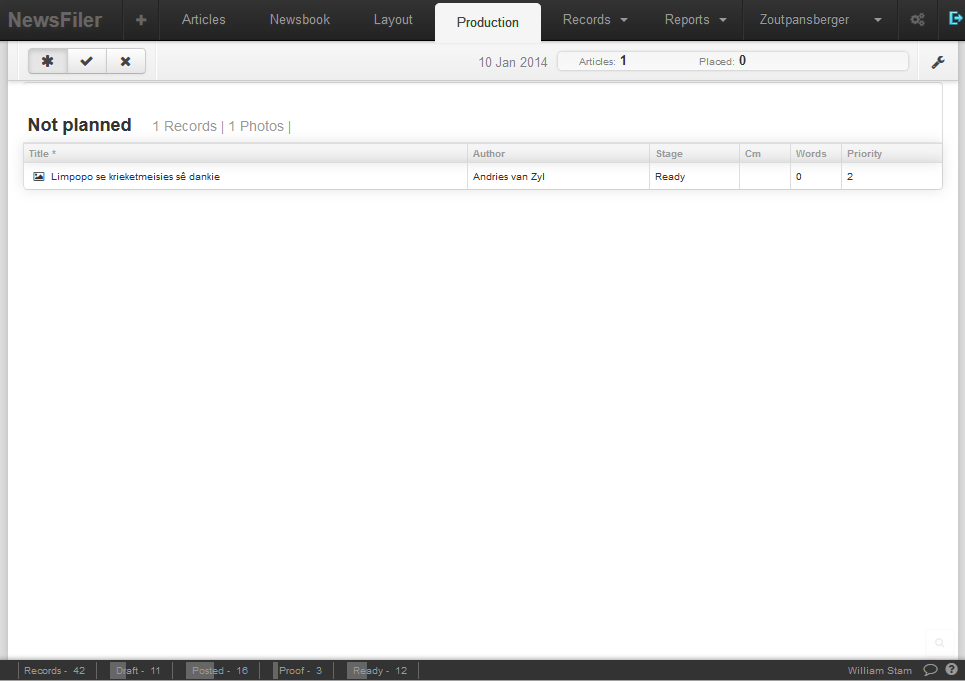 NewsFiler + Articles Newsbook Layout Production Records Reports Zoutpansberger
10 Jan 2014 Articles: 1 Placed: 0
Not planned 1 Records | 1 Photos |
Title * Author Stage Cm Words Priority
Limpopo se krieketmeisies sê dankie Andries van Zyl Ready 0 2
Records - 42 Draft - 11 Posted - 16 Proof - 3 Ready - 12 William Stam